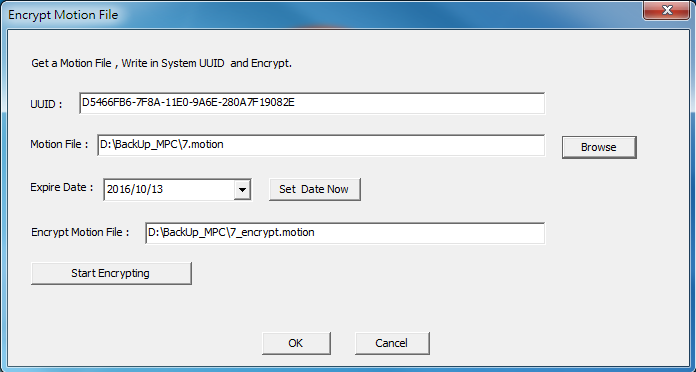 Encrypt Motion File
Get a Motion File , Write in System UUID and Encrypt.
UUID : D5466FB6-7F8A-11E0-9A6E-280A7F19082E
Motion File : D:\BackUp_MPC\7.motion Browse
Expire Date : 2016/10/13 Set Date Now
Encrypt Motion File : D:\BackUp_MPC\7_encrypt.motion
Start Encrypting
OK Cancel